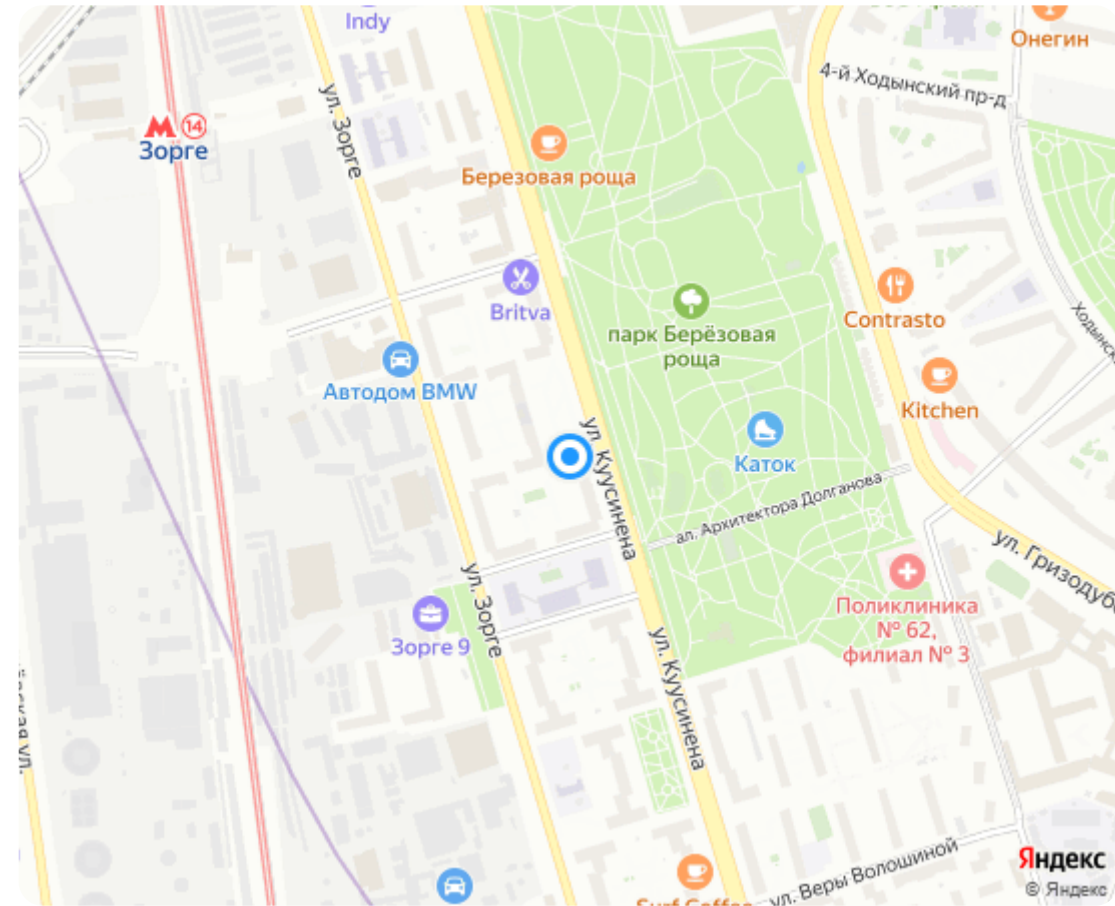 Indy
Онегин
4-й Ходынский пр-д
ул. Зорге
14
Зорге
Березовая роща
Britva
парк Берёзовая
роща
Contrasto
Автодом BMW
Kitchen
Каток
ул. Куусинена
ал. Архитектора Долганова
ул. Зорге
Зорге 9
Поликлиника
№ 62,
филиал № 3
ул. Куусинена
ул. Веры Волошиной
Surf Coffee
Яндекс
© Яндекс